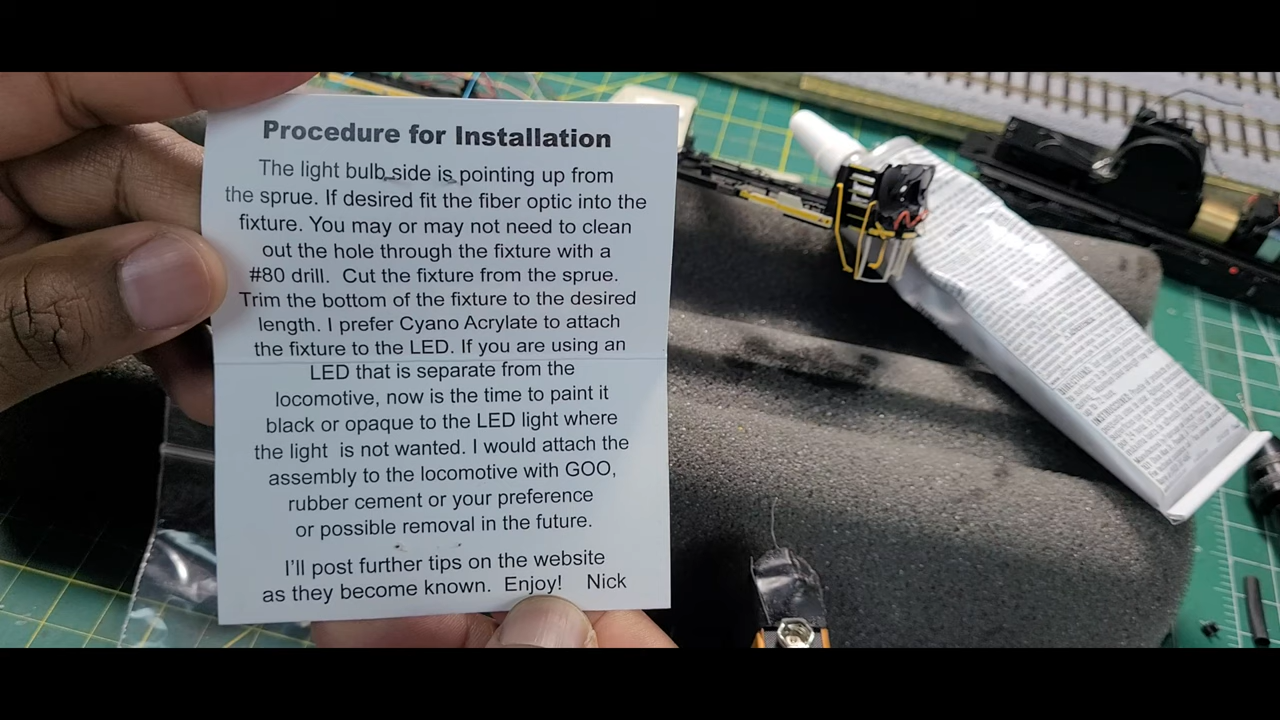 Procedure for Installation
The light bulb side is pointing up from
the sprue. If desired fit the fiber optic into the
fixture. You may or may not need to clean
out the hole through the fixture with a
#80 drill. Cut the fixture from the sprue.
Trim the bottom of the fixture to the desired
length. I prefer Cyano Acrylate to attach
the fixture to the LED. If you are using an
LED that is separate from the
locomotive, now is the time to paint it
black or opaque to the LED light where
the light is not wanted. I would attach the
assembly to the locomotive with GOO,
rubber cement or your preference
or possible removal in the future.
I'll post further tips on the website
as they become known. Enjoy! Nick